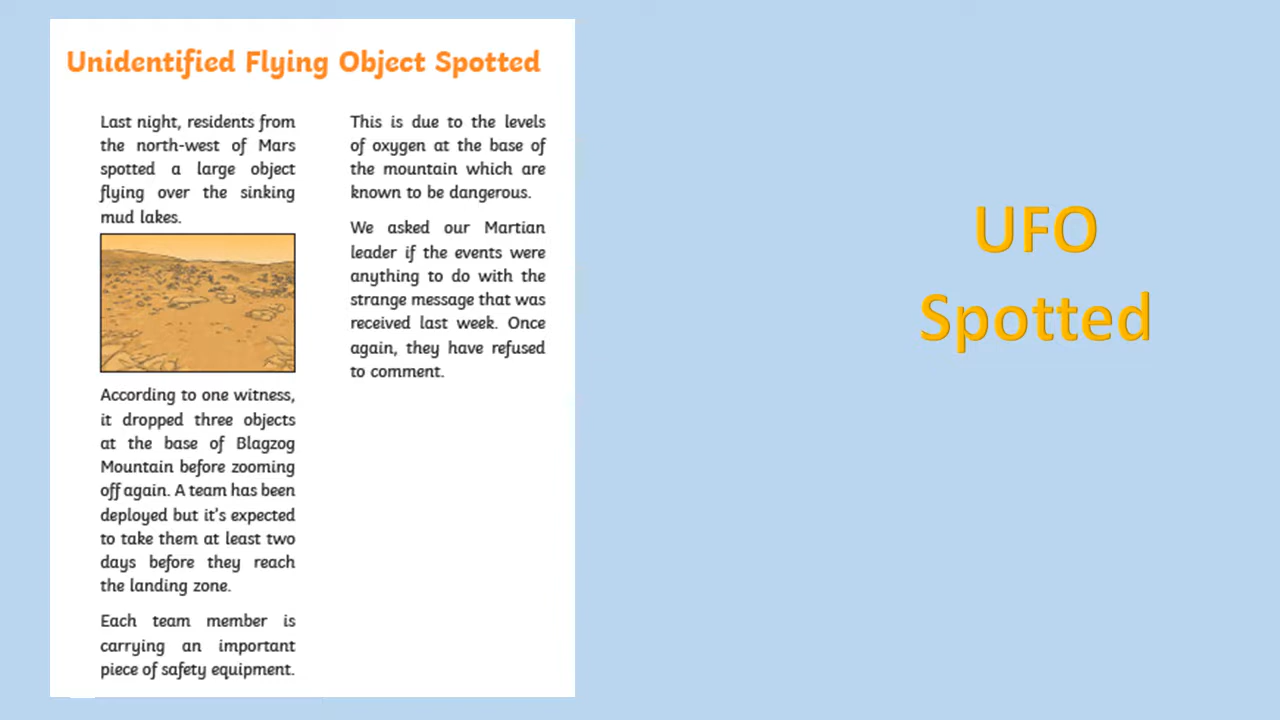 Unidentified Flying Object Spotted
Last night, residents from
the north-west of Mars
spotted a large object
flying over the sinking
mud lakes.
According to one witness,
it dropped three objects
at the base of Blagzog
Mountain before zooming
off again. A team has been
deployed but it's expected
to take them at least two
days before they reach
the landing zone.
Each team member is
carrying an important
piece of safety equipment.
This is due to the levels
of oxygen at the base of
the mountain which are
known to be dangerous.
We asked our Martian
leader if the events were
anything to do with the
strange message that was
received last week. Once
again, they have refused
to comment.
UFO
Spotted